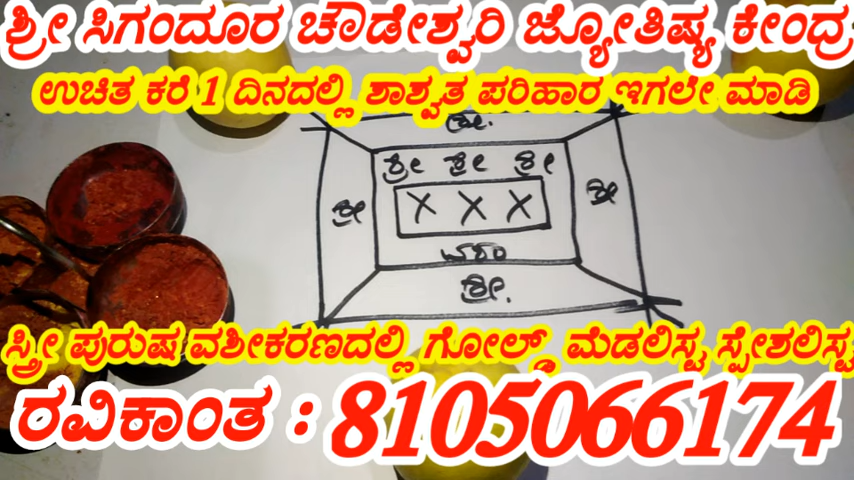 ಶ್ರೀ ಸಿಗಂದೂರ ಚೌಡೇಶ್ವರಿ ಜ್ಯೋತಿಷ್ಯ ಕೇಂದ್ರ
ಉಚಿತ ಕರೆ 1 ದಿನದಲ್ಲಿ ಶಾಶ್ವತ ಪರಿಹಾರ ಇಗಲೇ ಮಾಡಿ
ಶ್ರೀ.
ಶ್ರೀ ಶ್ರೀ ಶ್ರೀ
ಶ್ರೀ X X X ಶ್ರೀ
ಶ್ರೀ.
ಸ್ತ್ರೀ ಪುರುಷ ವಶೀಕರಣದಲ್ಲಿ ಗೋಲ್ಡ್ ಮೆಡಲಿಸ್ಟ ಸ್ಪೇಶಲಿಸ್ಟ
ರವಿಕಾಂತ : 8105066174